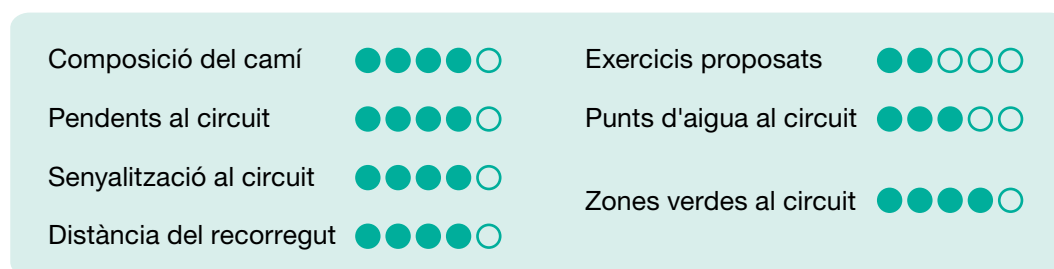 Composició del camí
Pendents al circuit
Senyalització al circuit
Distància del recorregut
Exercicis proposats
Punts d'aigua al circuit
Zones verdes al circuit